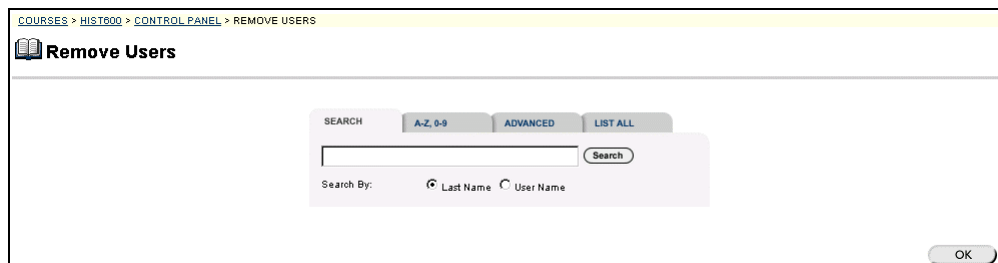 COURSES > HIST600 > CONTROL PANEL > REMOVE USERS
Remove Users
SEARCH A-Z, 0-9 ADVANCED LIST ALL
Search
Search By: Last Name User Name
OK